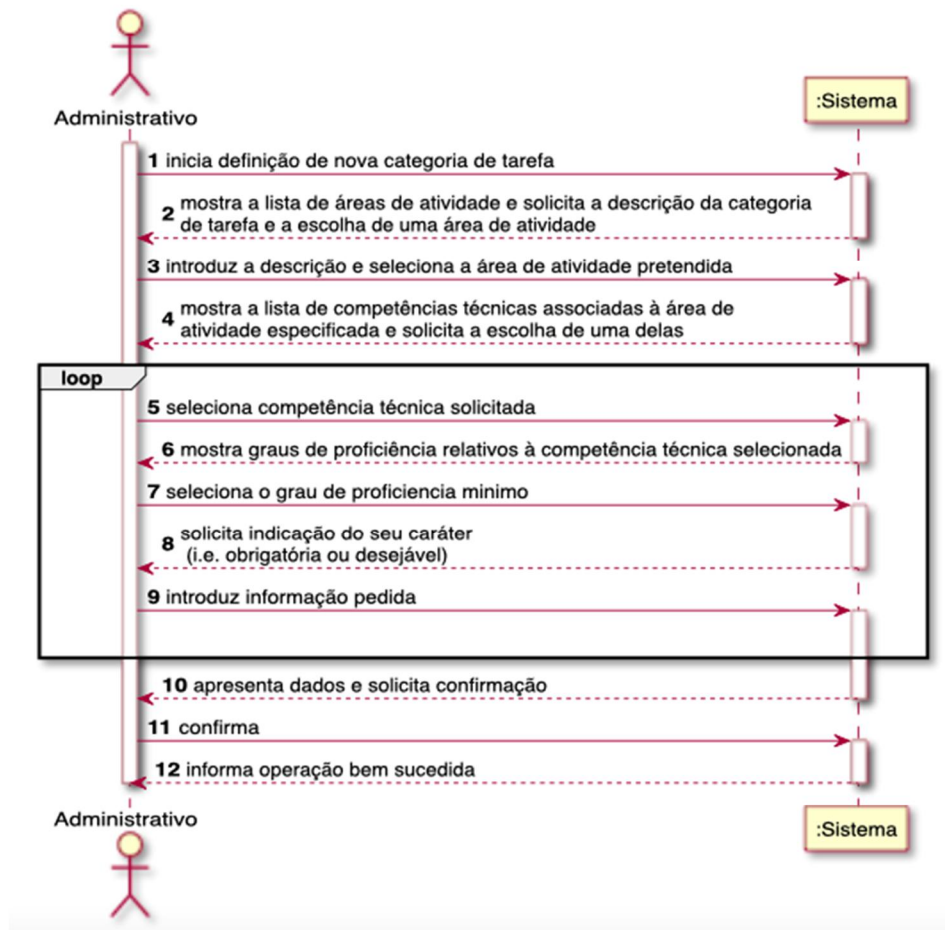 Administrativo
:Sistema
1 inicia definição de nova categoria de tarefa
2 mostra a lista de áreas de atividade e solicita a descrição da categoria
de tarefa e a escolha de uma área de atividade
3 introduz a descrição e seleciona a área de atividade pretendida
4 mostra a lista de competências técnicas associadas à área de
atividade especificada e solicita a escolha de uma delas
loop
5 seleciona competência técnica solicitada
6 mostra graus de proficiência relativos à competência técnica selecionada
7 seleciona o grau de proficiencia minimo
8 solicita indicação do seu caráter
(i.e. obrigatória ou desejável)
9 introduz informação pedida
10 apresenta dados e solicita confirmação
11 confirma
12 informa operação bem sucedida
Administrativo
:Sistema